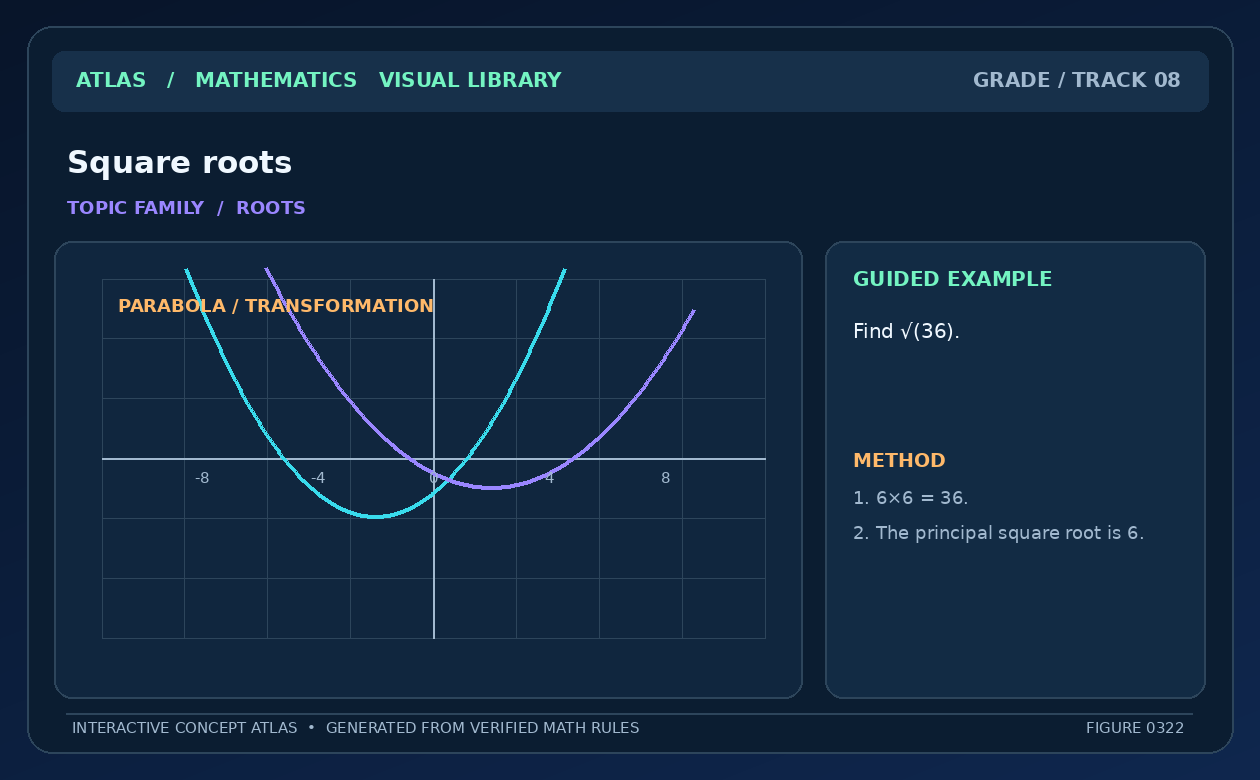 ATLAS / MATHEMATICS VISUAL LIBRARY
GRADE / TRACK 08
Square roots
TOPIC FAMILY / ROOTS
PARABOLA / TRANSFORMATION
-8 -4 0 4 8
GUIDED EXAMPLE
Find √(36).
METHOD
1. 6×6 = 36.
2. The principal square root is 6.
INTERACTIVE CONCEPT ATLAS • GENERATED FROM VERIFIED MATH RULES
FIGURE 0322